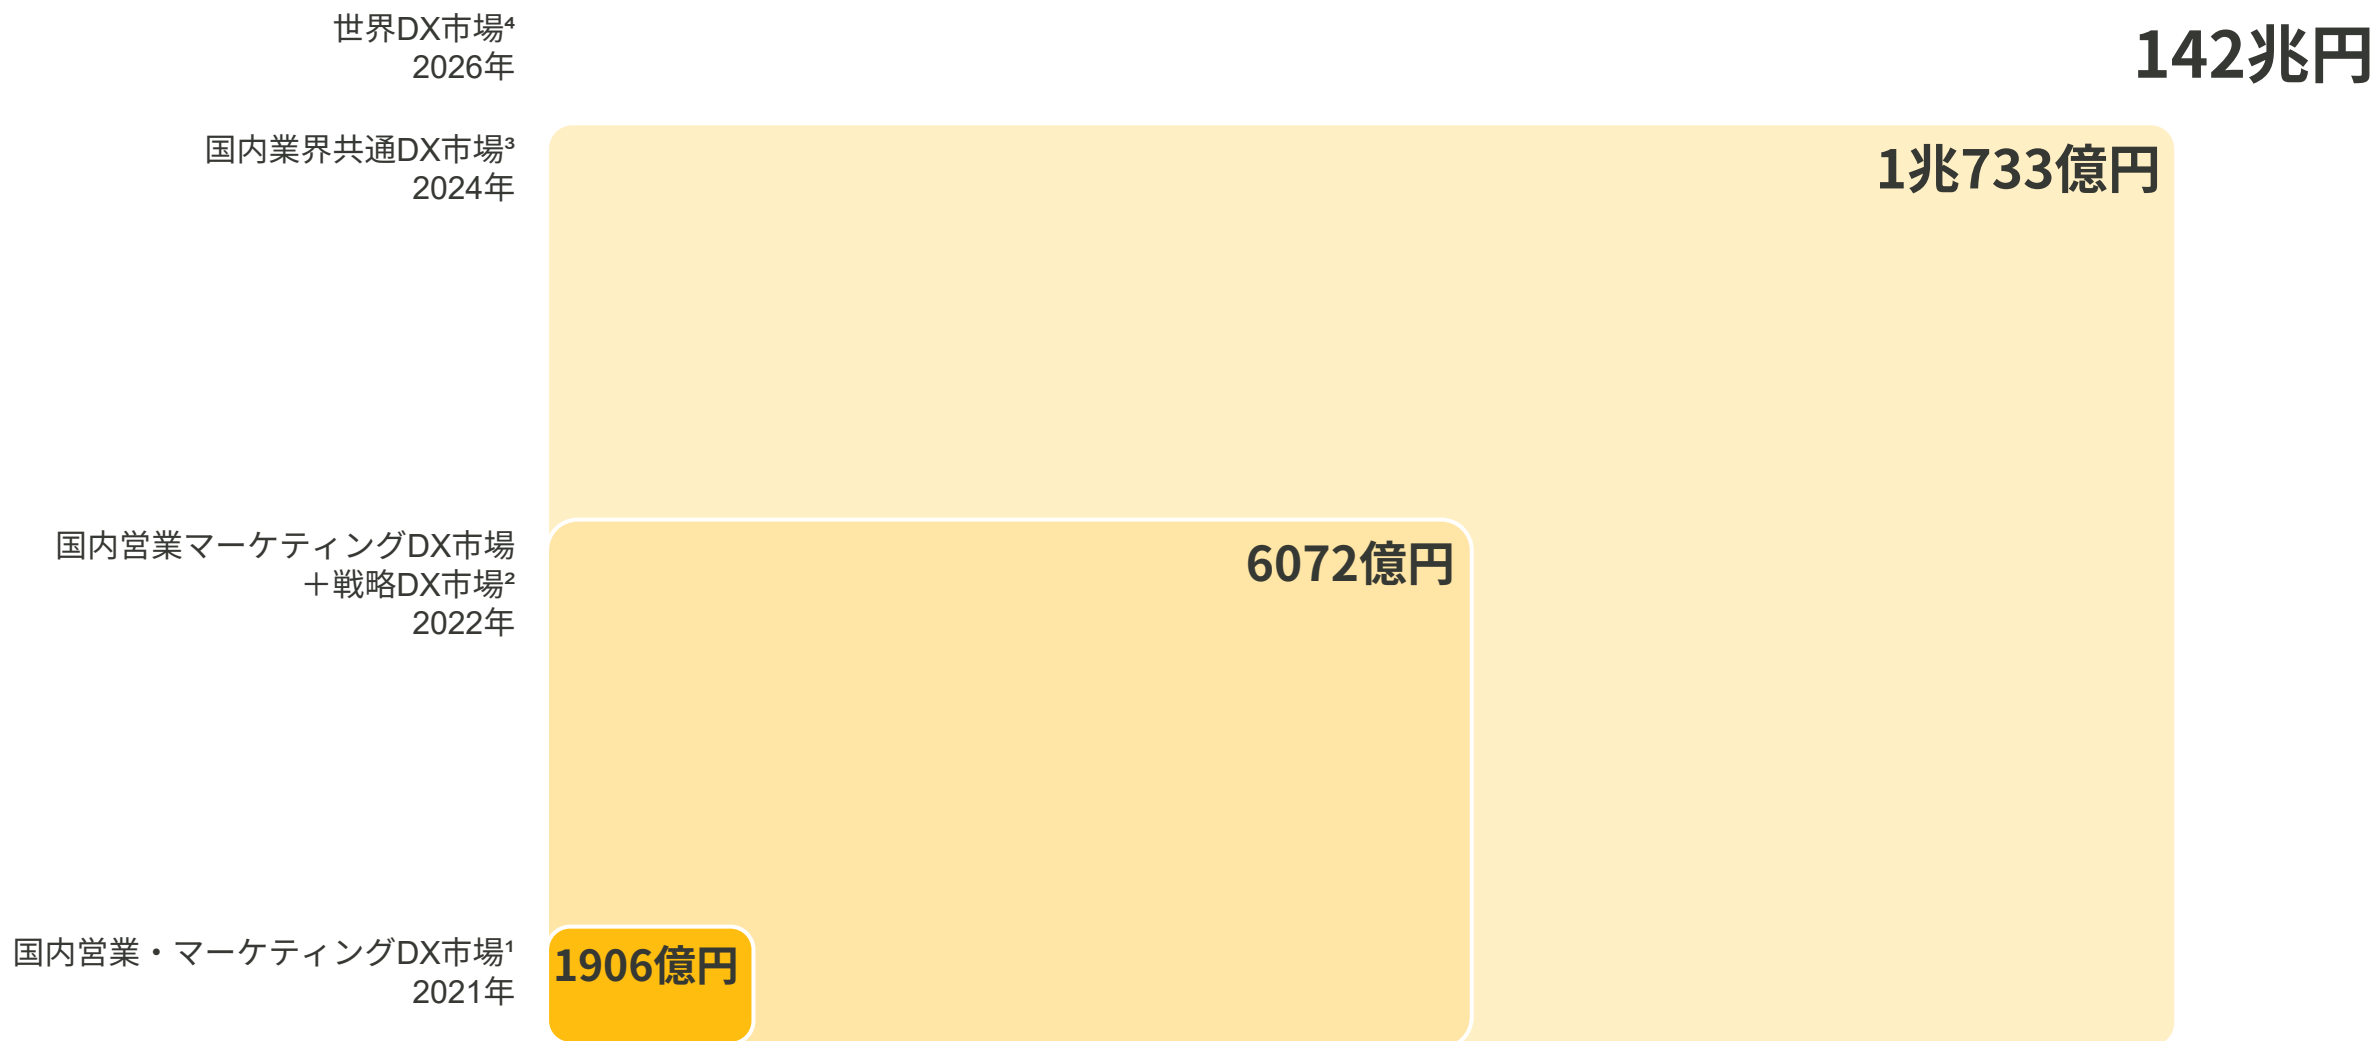 世界DX市場⁴
2026年
142兆円
国内業界共通DX市場³
2024年
1兆733億円
国内営業マーケティングDX市場
＋戦略DX市場²
2022年
6072億円
国内営業・マーケティングDX市場¹
2021年
1906億円